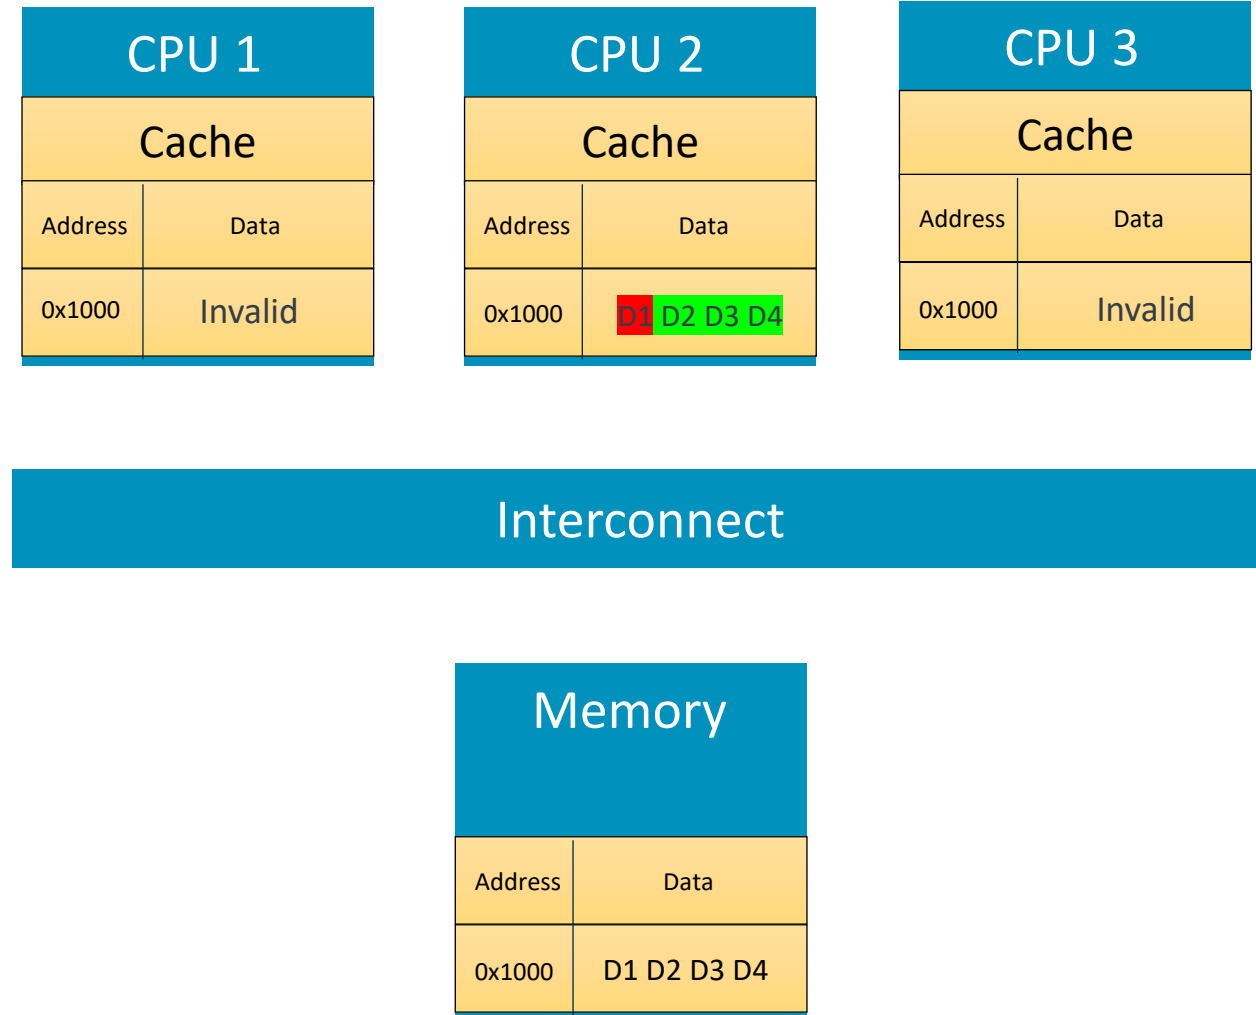 CPU 1
Cache
Address Data
0x1000 Invalid
CPU 2
Cache
Address Data
0x1000 D1 D2 D3 D4
CPU 3
Cache
Address Data
0x1000 Invalid
Interconnect
Memory
Address Data
0x1000 D1 D2 D3 D4